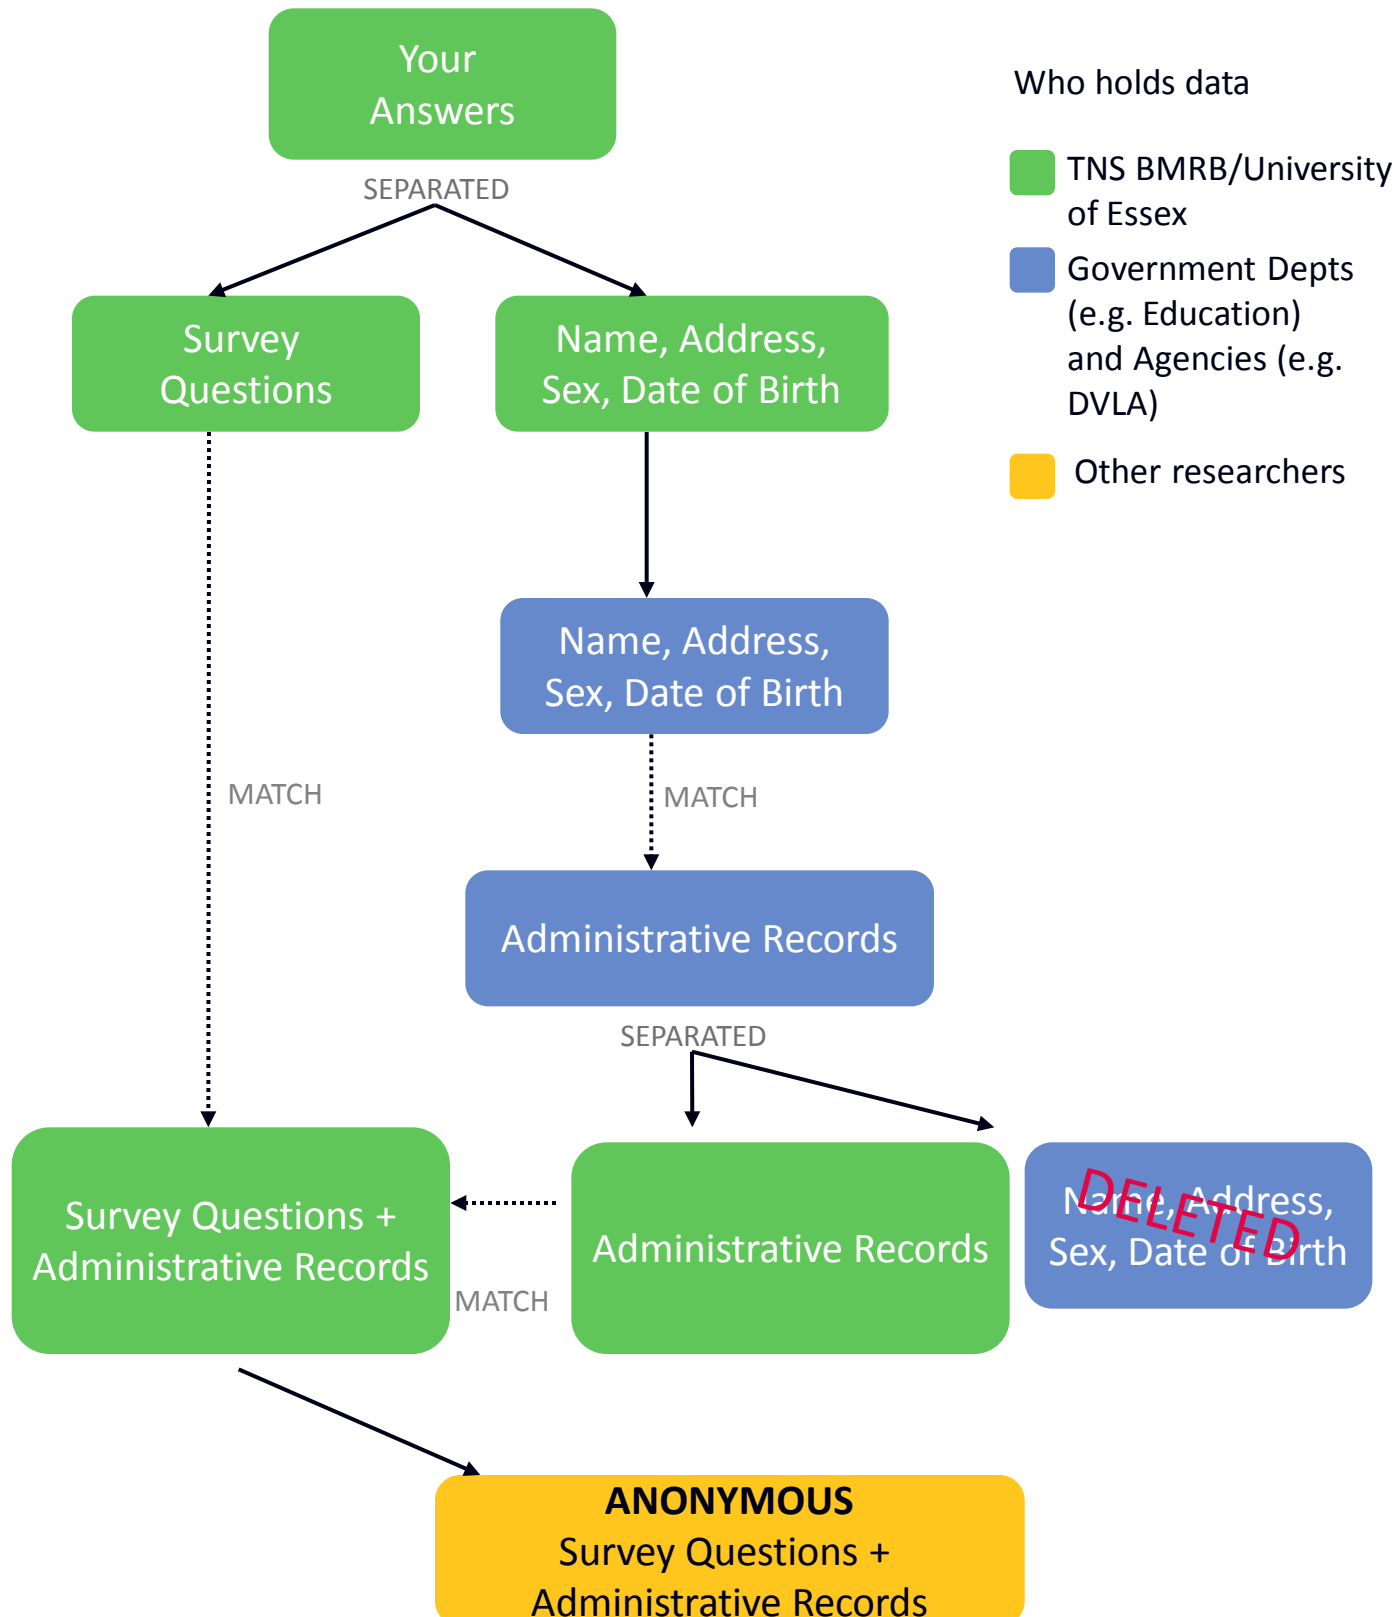 Your
Answers
Who holds data
TNS BMRB/University
of Essex
Government Depts
(e.g. Education)
and Agencies (e.g.
DVLA)
Other researchers
SEPARATED
Survey
Questions
Name, Address,
Sex, Date of Birth
Name, Address,
Sex, Date of Birth
MATCH
MATCH
Administrative Records
SEPARATED
Survey Questions +
Administrative Records
MATCH
Administrative Records
Name, Address,
Sex, Date of Birth
DELETED
ANONYMOUS
Survey Questions +
Administrative Records